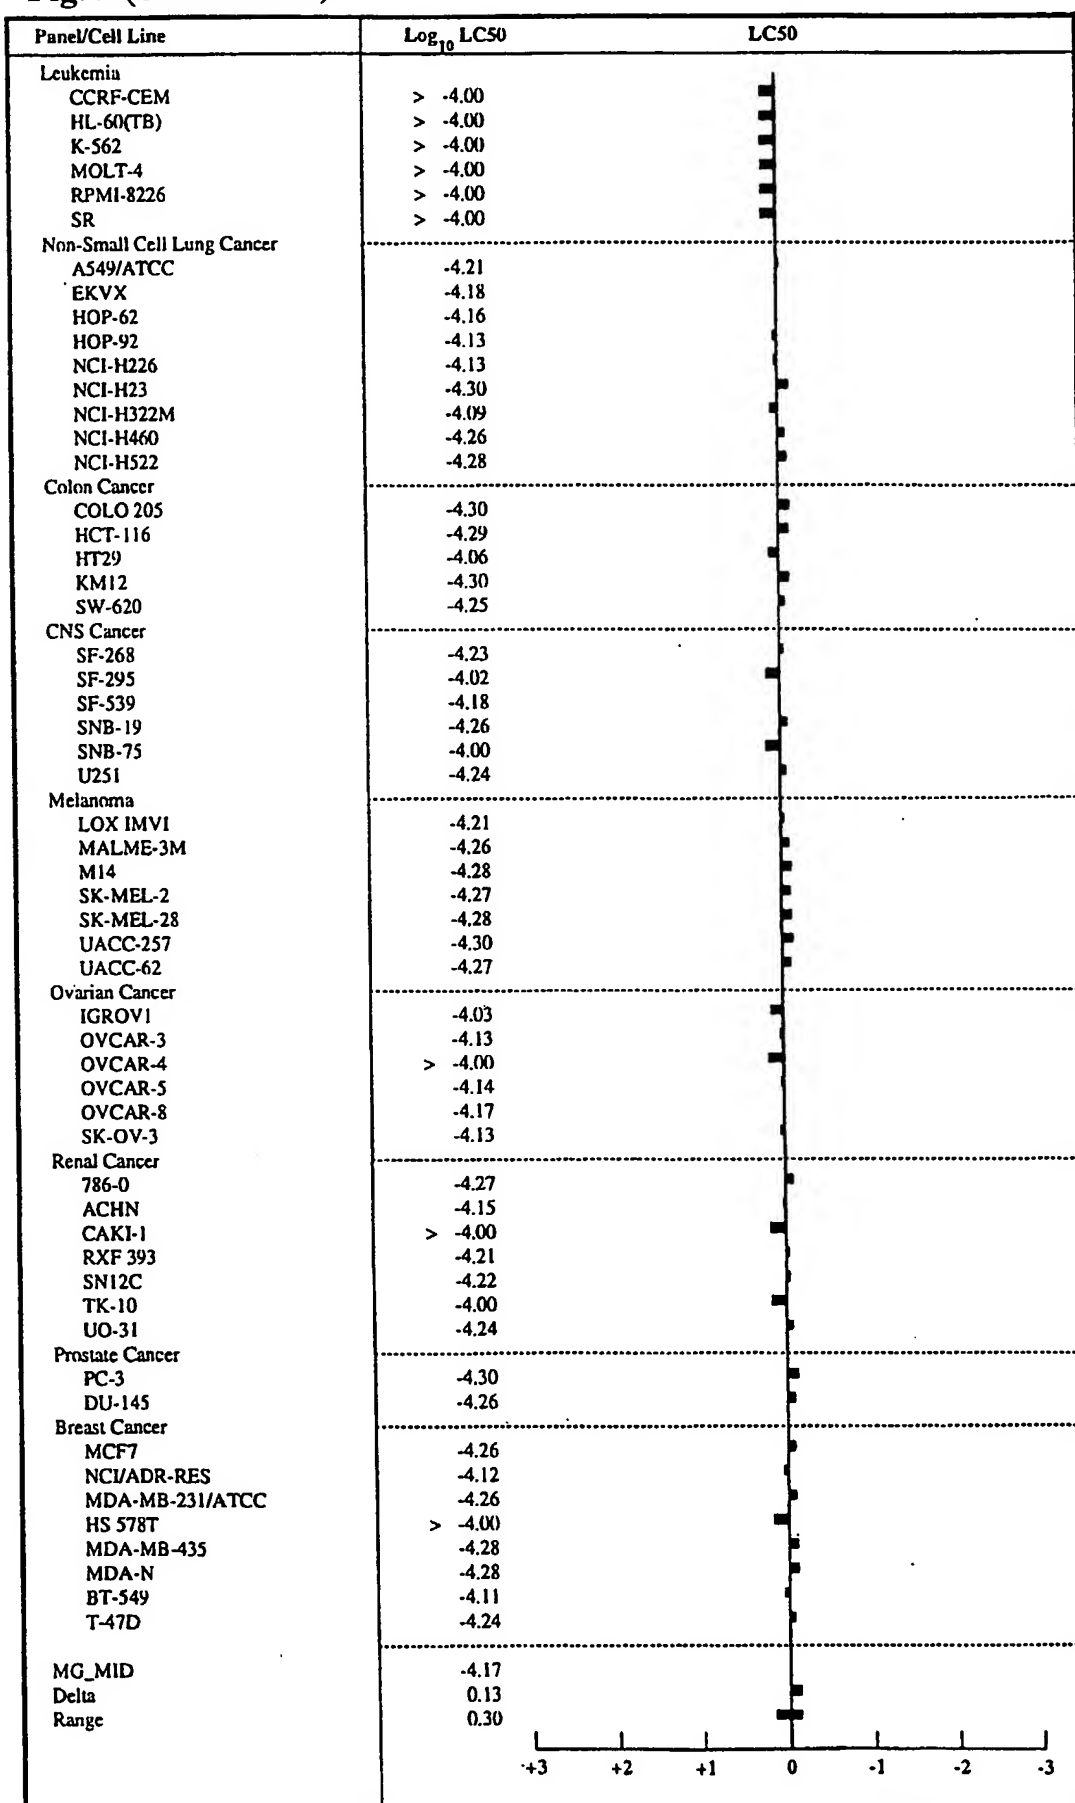 Panel/Cell Line Log10 LC50 LC50
Leukemia
CCRF-CEM > -4.00
HL-60(TB) > -4.00
K-562 > -4.00
MOLT-4 > -4.00
RPMI-8226 > -4.00
SR > -4.00
Non-Small Cell Lung Cancer
A549/ATCC -4.21
EKVX -4.18
HOP-62 -4.16
HOP-92 -4.13
NCI-H226 -4.13
NCI-H23 -4.30
NCI-H322M -4.09
NCI-H460 -4.26
NCI-H522 -4.28
Colon Cancer
COLO 205 -4.30
HCT-116 -4.29
HT29 -4.06
KM12 -4.30
SW-620 -4.25
CNS Cancer
SF-268 -4.23
SF-295 -4.02
SF-539 -4.18
SNB-19 -4.26
SNB-75 -4.00
U251 -4.24
Melanoma
LOX IMVI -4.21
MALME-3M -4.26
M14 -4.28
SK-MEL-2 -4.27
SK-MEL-28 -4.28
UACC-257 -4.30
UACC-62 -4.27
Ovarian Cancer
IGROV1 -4.03
OVCAR-3 -4.13
OVCAR-4 > -4.00
OVCAR-5 -4.14
OVCAR-8 -4.17
SK-OV-3 -4.13
Renal Cancer
786-0 -4.27
ACHN -4.15
CAKI-1 > -4.00
RXF 393 -4.21
SN12C -4.22
TK-10 -4.00
UO-31 -4.24
Prostate Cancer
PC-3 -4.30
DU-145 -4.26
Breast Cancer
MCF7 -4.26
NCI/ADR-RES -4.12
MDA-MB-231/ATCC -4.26
HS 578T > -4.00
MDA-MB-435 -4.28
MDA-N -4.28
BT-549 -4.11
T-47D -4.24
MG_MID -4.17
Delta 0.13
Range 0.30
+3 +2 +1 0 -1 -2 -3